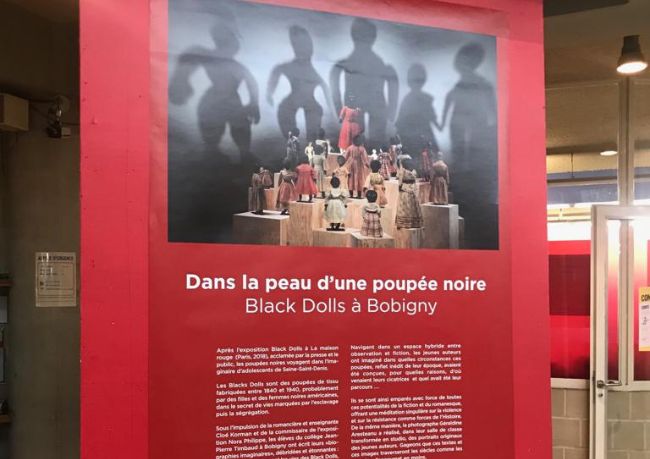 Dans la peau d'une poupée noire
Black Dolls à Bobigny
Après l'exposition Black Dolls à La maison
rouge (Paris, 2018), acclamée par la presse et le
public, les poupées noires voyagent dans l'ima-
ginaire d'adolescents de Seine-Saint-Denis.
Les Blacks Dolls sont des poupées de tissu
fabriquées entre 1840 et 1940, probablement
par des filles et des femmes noires américaines,
dans le secret de vies marquées par l'esclavage
puis la ségrégation.
Sous l'impulsion de la romancière et enseignante
Cloé Korman et de la commissaire de l'exposi-
tion Nora Philippe, les élèves du collège Jean-
Pierre Timbaud à Bobigny ont écrit leurs «bio-
graphies imaginaires», débridées et étonnantes :
Black Dolls,
Navigant dans un espace hybride entre
observation et fiction, les jeunes auteurs
ont imaginé dans quelles circonstances ces
poupées, reflet inédit de leur époque, avaient
été conçues, pour quelles raisons, d'où
venaient leurs cicatrices et quel avait été leur
parcours ....
Ils se sont ainsi emparés avec force de toutes
ces potentialités de la fiction et du romanesque,
offrant une méditation singulière sur la violence
et sur la résistance comme forces de l'Histoire.
De la même manière, la photographe Géraldine
Aresteanu a réalisé, dans leur salle de classe
transformée en studio, des portraits originaux
des jeunes auteurs. Gageons que ces textes et
ces images traverseront les siècles comme les